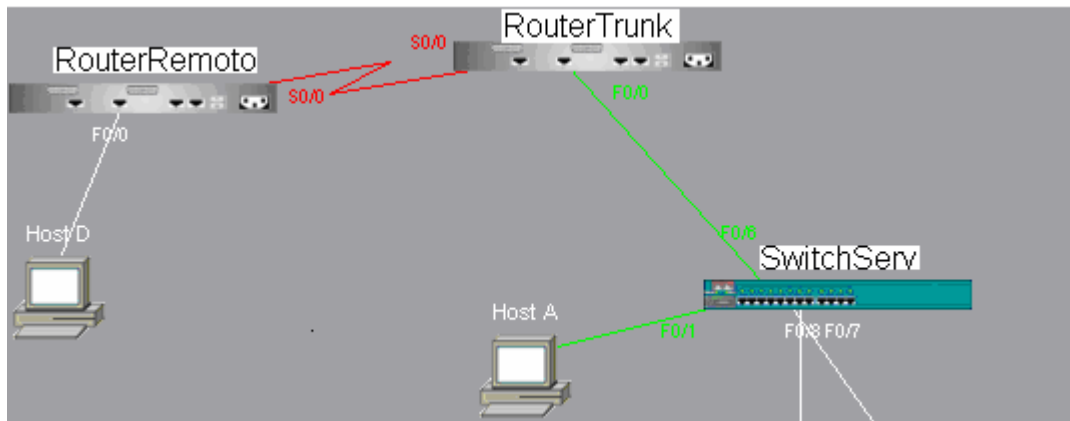 RouterTrunk
S0/0
RouterRemoto
S0/0
F0/0
F0/0
Host D
F0/6
SwitchServ
Host A
F0/1
F0/8 F0/7